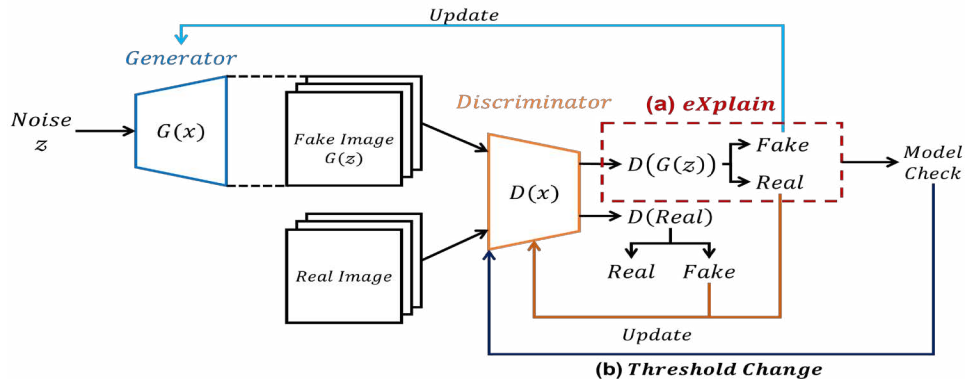 Update
Generator
Noise
z
G(x)
Fake Image
G(z)
Discriminator
(a) eXplain
D(x)
D(G(z))
Fake
Real
Model
Check
D(Real)
Real Fake
Real Image
Update
(b) Threshold Change